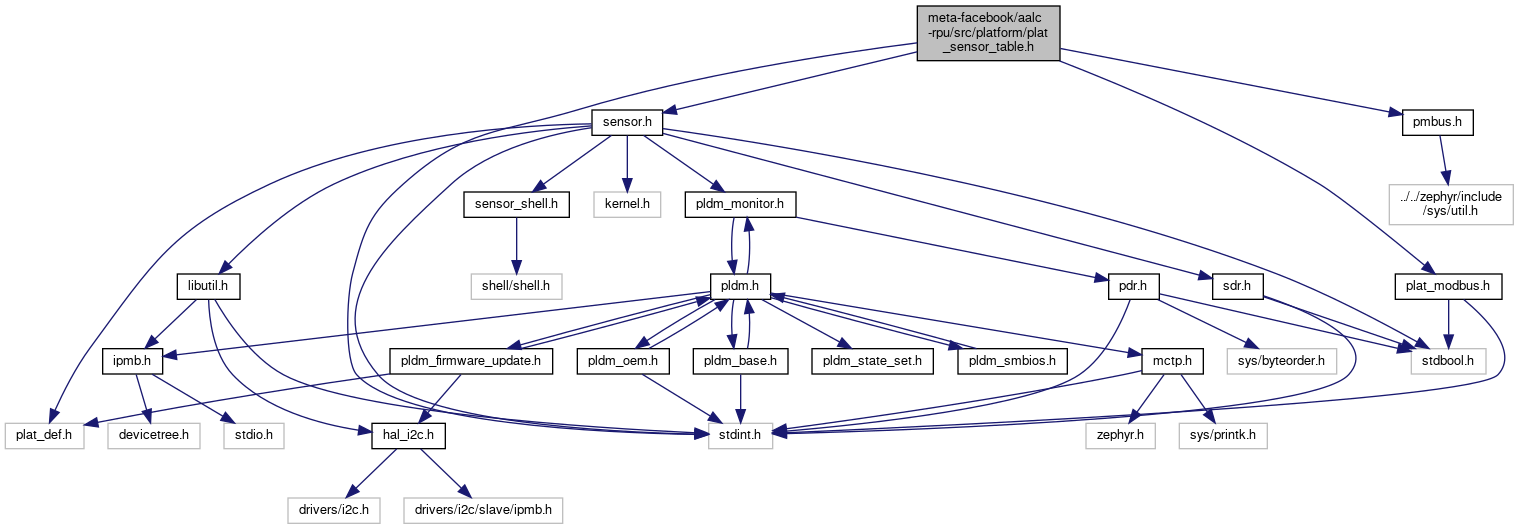 meta-facebook/aalc
-rpu/src/platform/plat
_sensor_table.h
sensor.h
pmbus.h
sensor_shell.h
kernel.h
pldm_monitor.h
../../zephyr/include
/sys/util.h
libutil.h
shell/shell.h
pldm.h
pdr.h
sdr.h
plat_modbus.h
ipmb.h
pldm_firmware_update.h
pldm_oem.h
pldm_base.h
pldm_state_set.h
pldm_smbios.h
mctp.h
sys/byteorder.h
stdbool.h
plat_def.h
devicetree.h
stdio.h
hal_i2c.h
stdint.h
zephyr.h
sys/printk.h
drivers/i2c.h
drivers/i2c/slave/ipmb.h